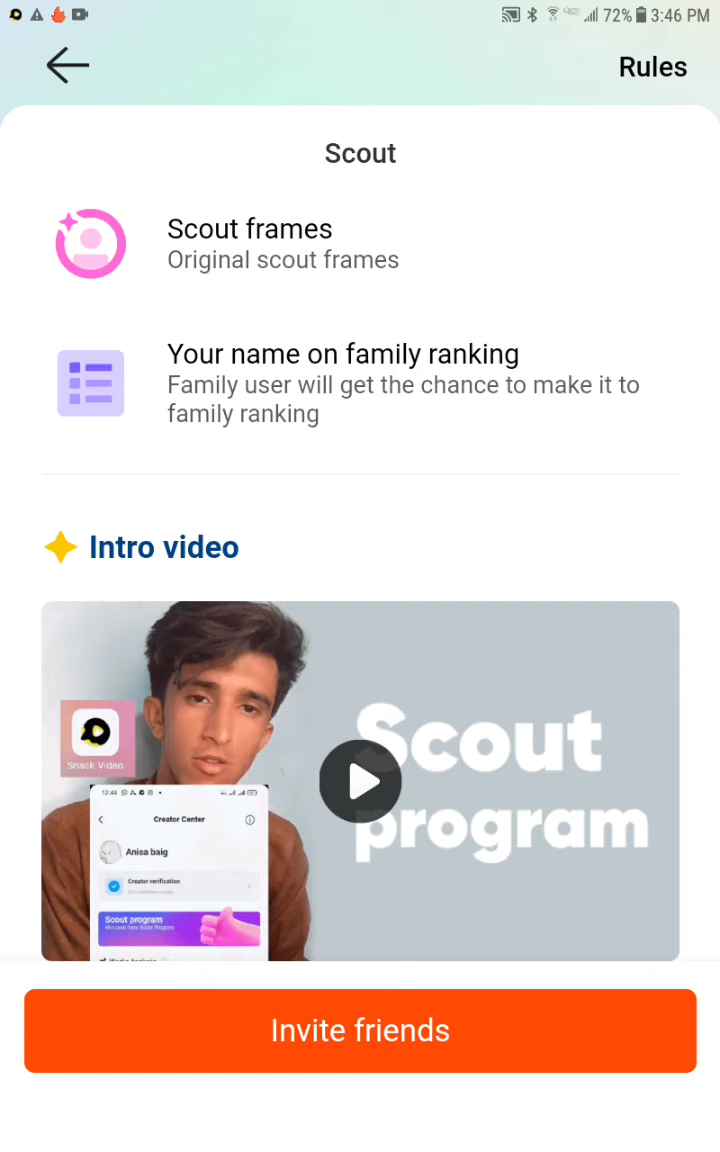 72% 3:46 PM
Rules
Scout
Scout frames
Original scout frames
Your name on family ranking
Family user will get the chance to make it to
family ranking
Intro video
Scout
program
Snack Video
12:44
Creator Center
Anisa baig
Creator verification
Scout program
Invite friends